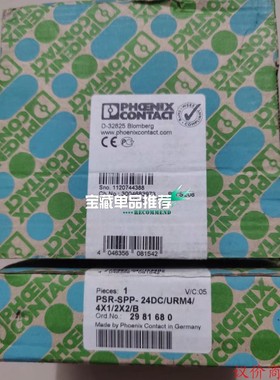 PHOENIX
CONTACT
D-32825 Blomberg
www.phoenixcontact.com
CE
Sno.: 1120744388
宝藏单品推荐
RECOMMEND
4 046356 081542
Pieces: 1
V/C:05
PSR-SPP- 24DC/URM4/
4X1/2X2/B
Ord.No.: 29 81 68 0
Made by Phoenix Contact in Germany